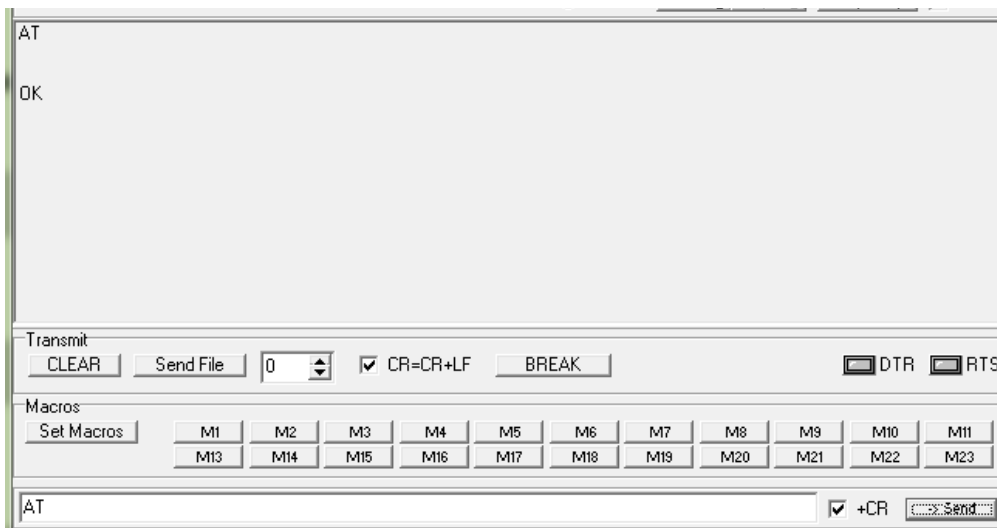 AT
OK
Transmit
CLEAR Send File 0 CR=CR+LF BREAK DTR RTS
Macros
Set Macros M1 M2 M3 M4 M5 M6 M7 M8 M9 M10 M11
M13 M14 M15 M16 M17 M18 M19 M20 M21 M22 M23
AT +CR -> Send